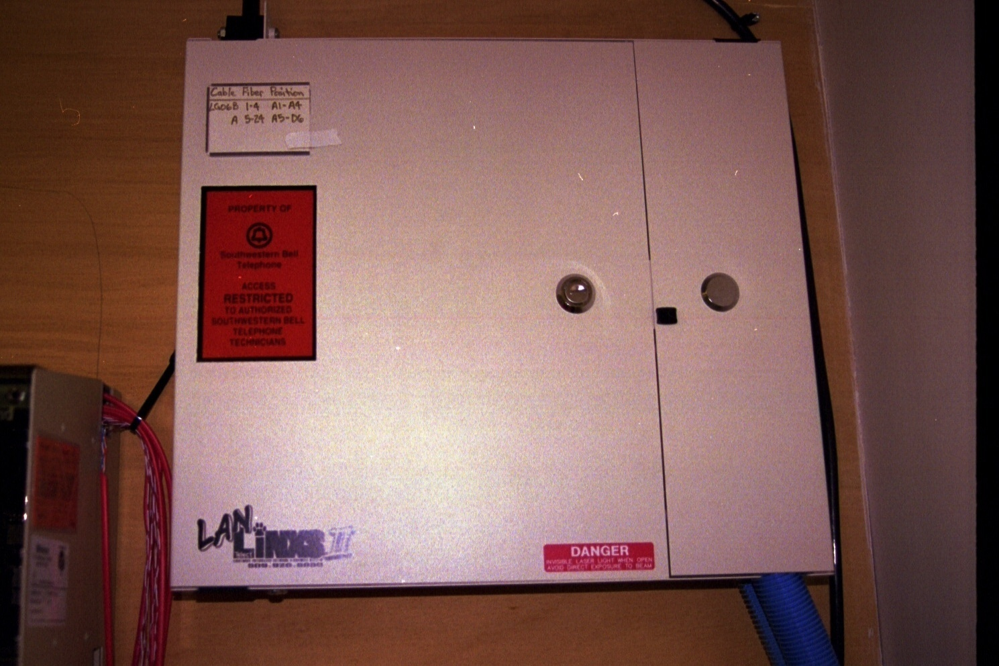 Cable Fiber Position
LG06B 1-4 A1-A4
A 5-24 A5-D6
PROPERTY OF
Southwestern Bell
Telephone
ACCESS
RESTRICTED
TO AUTHORIZED
SOUTHWESTERN BELL
TELEPHONE
TECHNICIANS
LAN
LINXS II
DANGER
INVISIBLE LASER LIGHT WHEN OPEN
AVOID DIRECT EXPOSURE TO BEAM